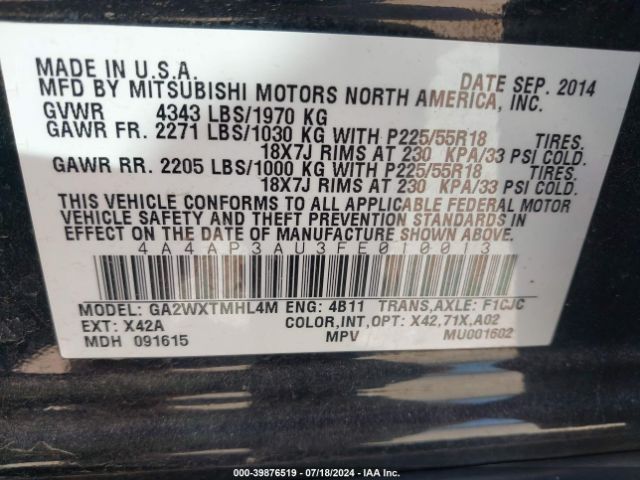 MADE IN U.S.A.
MFD BY MITSUBISHI MOTORS NORTH AMERICA, INC.
DATE SEP. 2014
GVWR 4343 LBS/1970 KG
GAWR FR. 2271 LBS/1030 KG WITH P225/55R18 TIRES.
18X7J RIMS AT 230 KPA/33 PSI COLD.
GAWR RR. 2205 LBS/1000 KG WITH P225/55R18 TIRES.
18X7J RIMS AT 230 KPA/33 PSI COLD.
THIS VEHICLE CONFORMS TO ALL APPLICABLE FEDERAL MOTOR
VEHICLE SAFETY AND THEFT PREVENTION STANDARDS IN
EFFECT ON THE DATE OF MANUFACTURE SHOWN ABOVE.
4A4AP3AU3FE010013
MODEL: GA2WXTMHL4M ENG: 4B11 TRANS,AXLE: F1CJC
EXT: X42A COLOR,INT,OPT: X42,71X,A02
MDH 091615 MPV MU001602
000-39876519 - 07/18/2024 - IAA Inc.